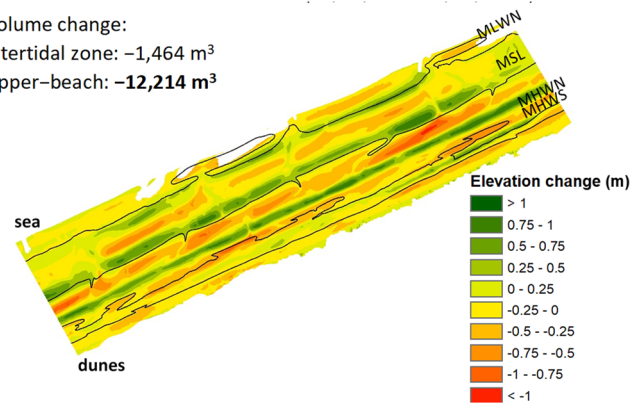 olume change:
tertidal zone: −1,464 m³
pper−beach: −12,214 m³
MLWN
MSL
MHWN
MHWS
sea
dunes
Elevation change (m)
> 1
0.75 - 1
0.5 - 0.75
0.25 - 0.5
0 - 0.25
-0.25 - 0
-0.5 - -0.25
-0.75 - -0.5
-1 - -0.75
< -1